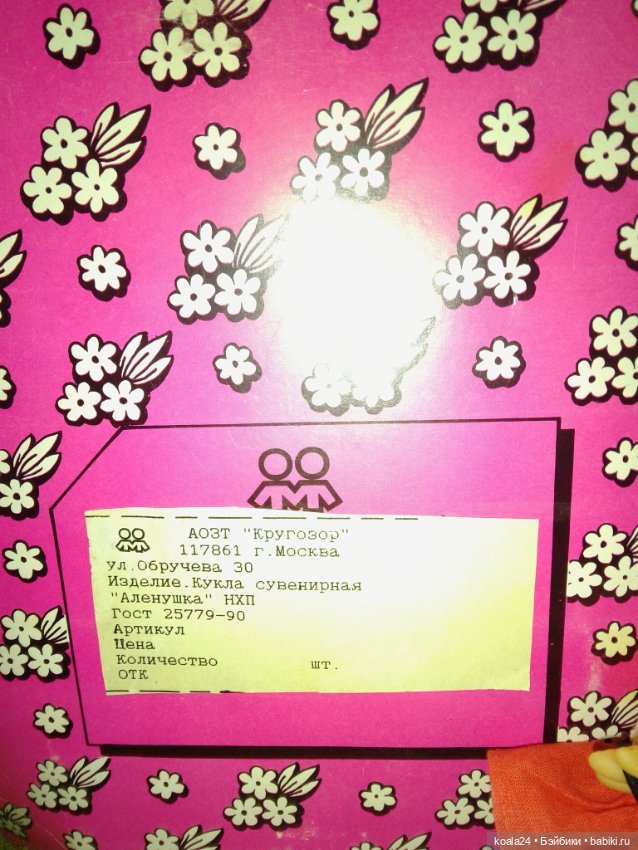 АОЗТ "Кругозор"
117861 г.Москва
ул.Обручева 30
Изделие.Кукла сувенирная
"Аленушка" НХП
Гост 25779-90
Артикул
Цена
Количество шт.
ОТК
koala24 • Бэйбики • babiki.ru